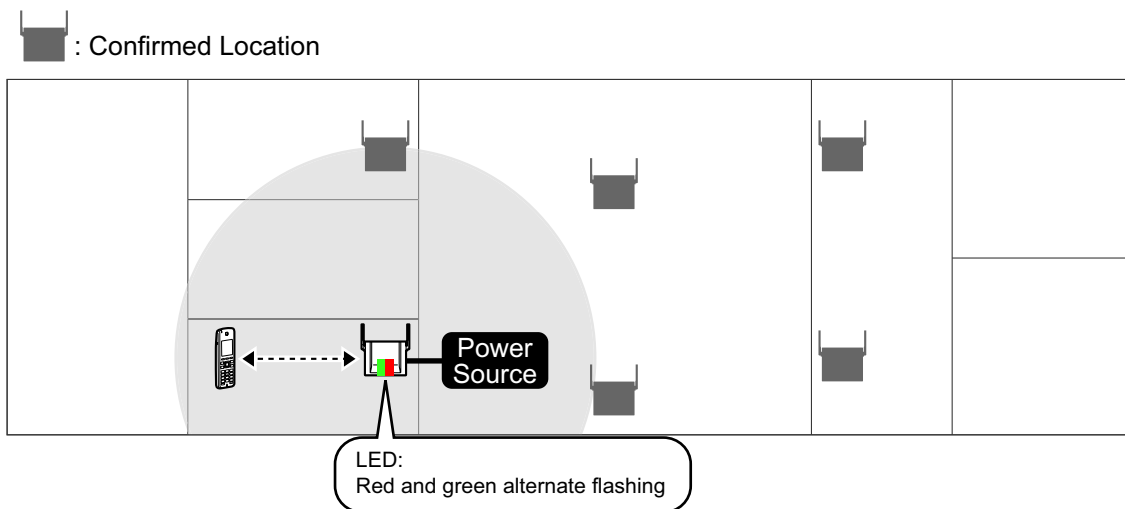 : Confirmed Location
Power
Source
LED:
Red and green alternate flashing